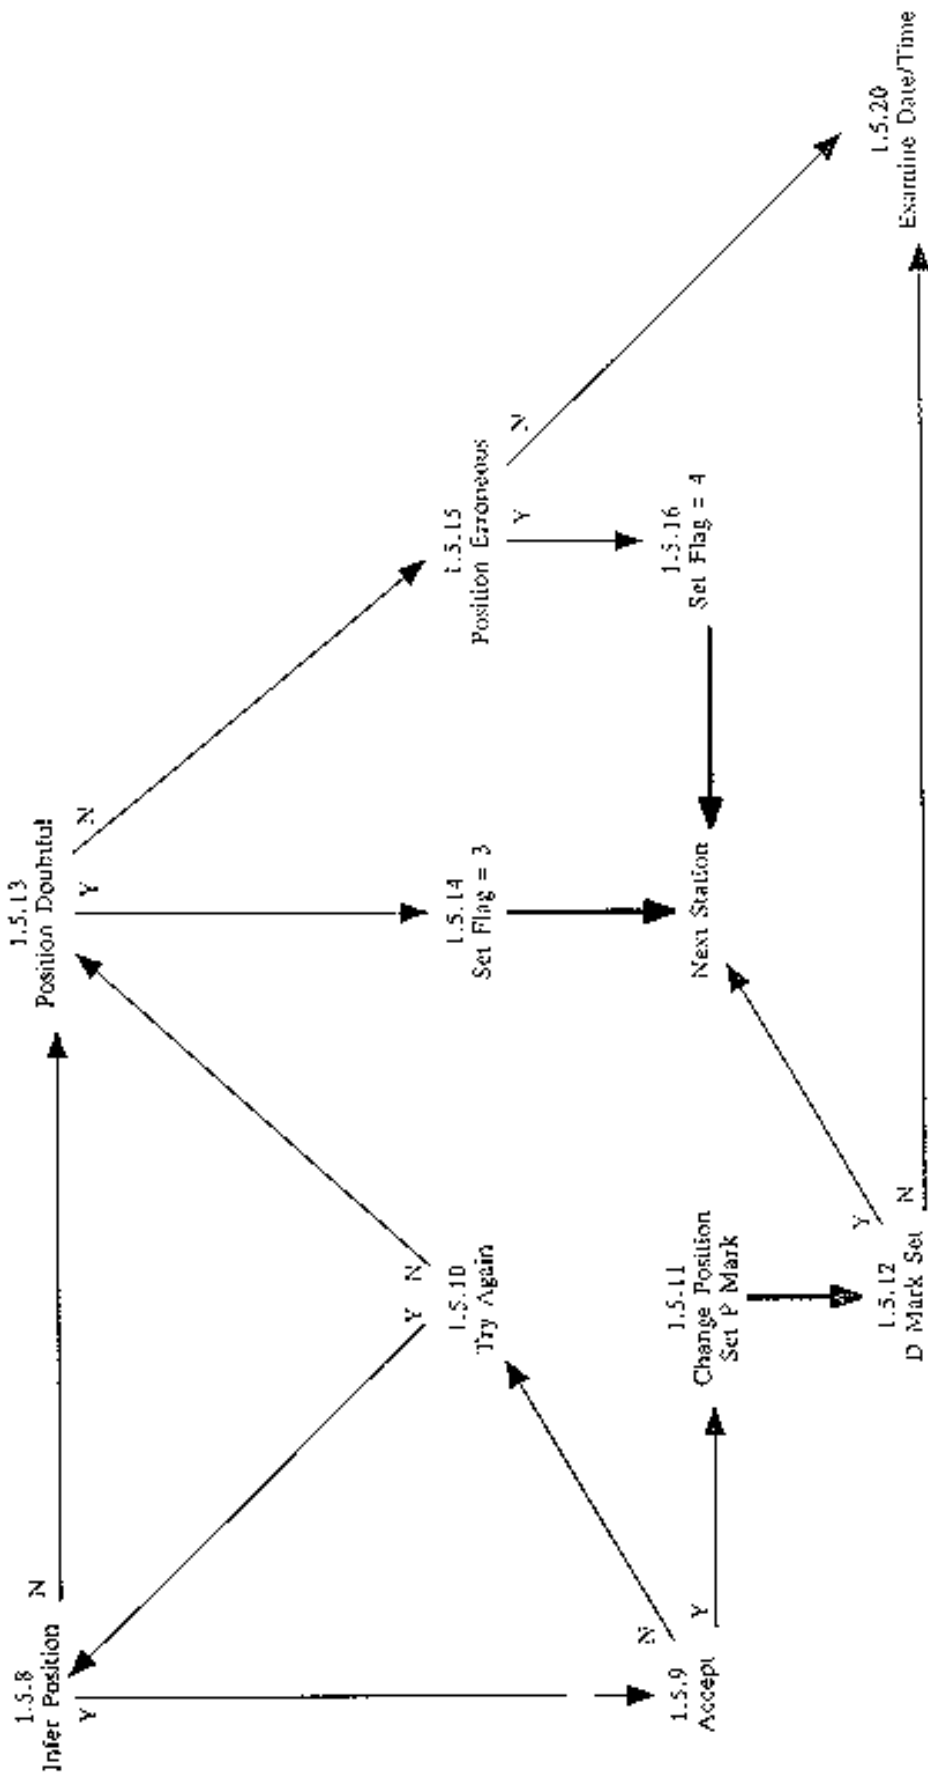 1.5.8
Infer Position
Y
N
1.5.13
Position Doubtful
Y
N
1.5.10
Try Again
Y
N
1.5.14
Set Flag = 3
1.5.15
Position Erroneous
Y
N
1.5.9
Accept
N
Y
1.5.11
Change Position
Set P Mark
Next Station
1.5.16
Set Flag = 4
1.5.12
D Mark Set
Y
N
1.5.20
Examine Date/Time